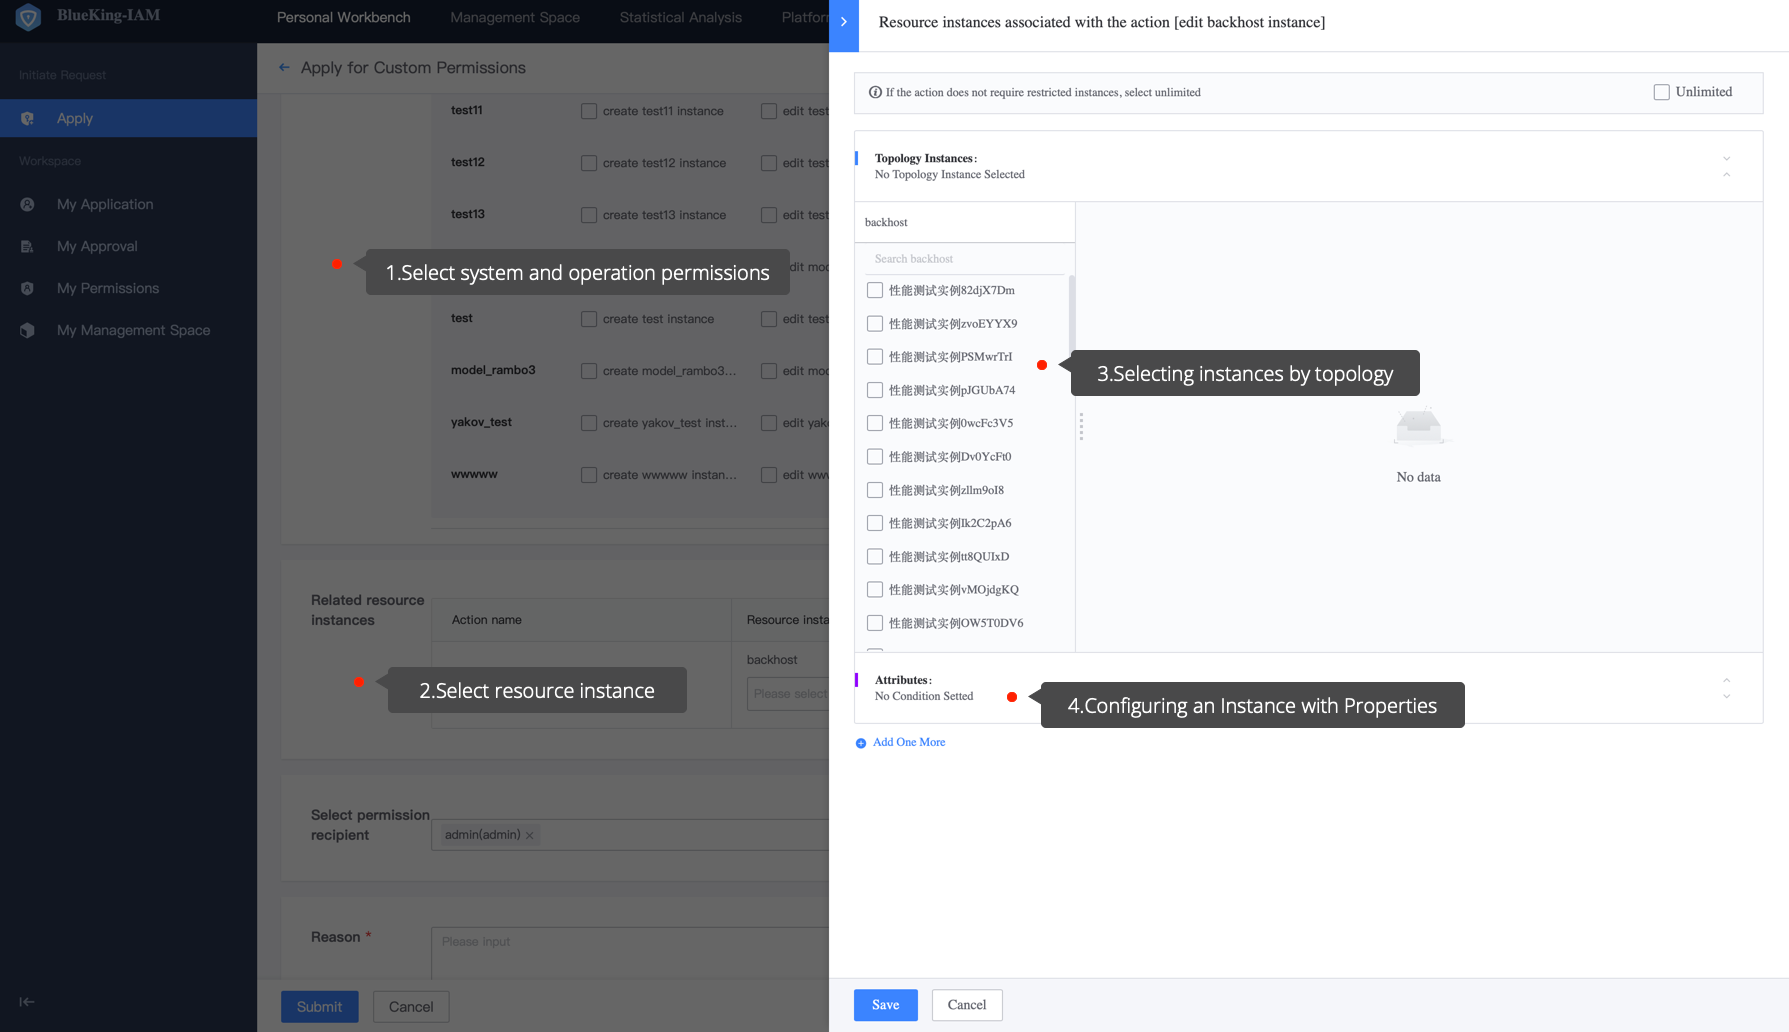 BlueKing-IAM
Personal Workbench
Management Space
Statistical Analysis
Platfor
Initiate Request
Apply
Workspace
My Application
My Approval
My Permissions
My Management Space
Apply for Custom Permissions
test11
create test11 instance
edit test
test12
create test12 instance
edit test
test13
create test13 instance
edit test
1.Select system and operation permissions
dit mod
test
create test instance
edit test
model_rambo3
create model_rambo3...
edit mod
yakov_test
create yakov_test inst...
edit yak
wwwww
create wwwww instan...
edit ww
Related resource
instances
Action name
Resource insta
backhost
Please select
2.Select resource instance
Select permission
recipient
admin(admin) ×
Reason *
Please Input
Submit
Cancel
Resource instances associated with the action [edit backhost instance]
If the action does not require restricted instances, select unlimited
Unlimited
Topology Instances:
No Topology Instance Selected
backhost
Search backhost
性能测试实例82djX7Dm
性能测试实例zvoEYYX9
性能测试实例PSMwrTrI
性能测试实例pJGUbA74
性能测试实例0wcFc3V5
性能测试实例Dv0YcFt0
性能测试实例zllm9oI8
性能测试实例Ik2C2pA6
性能测试实例tt8QUIxD
性能测试实例vMOjdgKQ
性能测试实例OW5T0DV6
3.Selecting instances by topology
No data
Attributes:
No Condition Setted
4.Configuring an Instance with Properties
Add One More
Save
Cancel